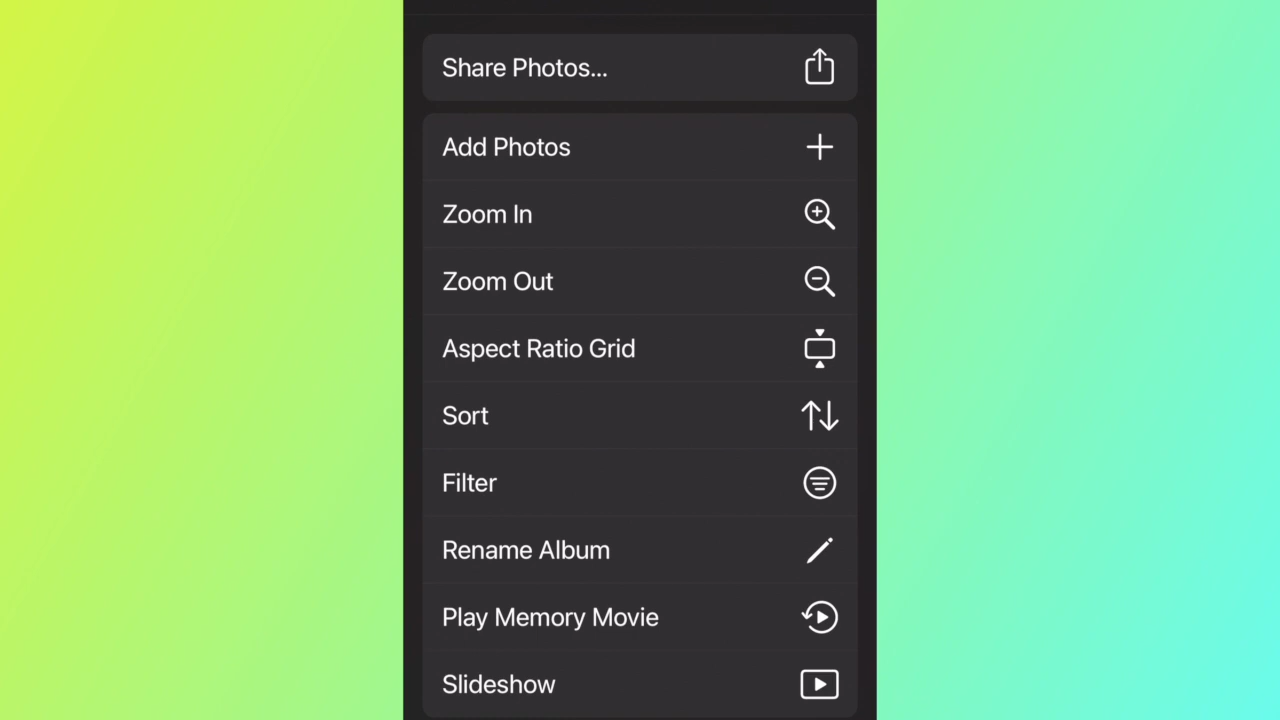 Share Photos...
Add Photos
Zoom In
Zoom Out
Aspect Ratio Grid
Sort
Filter
Rename Album
Play Memory Movie
Slideshow